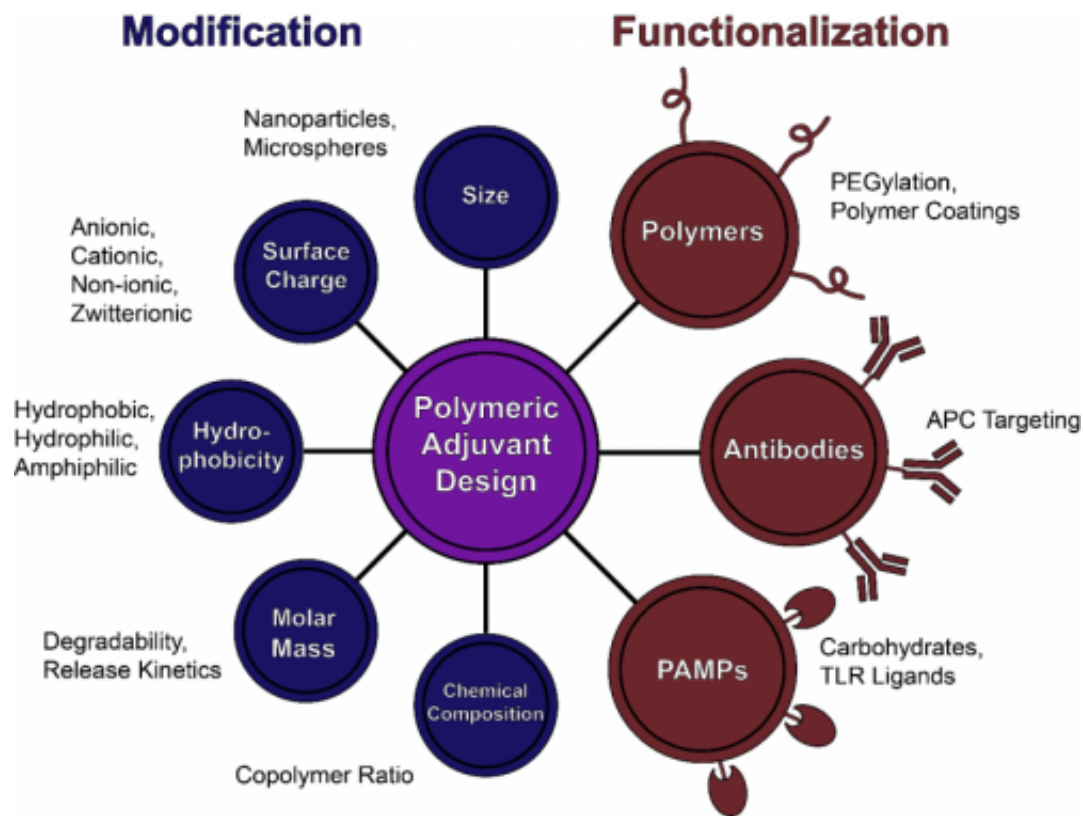 Modification
Functionalization
Nanoparticles,
Microspheres
Size
Anionic,
Cationic,
Non-ionic,
Zwitterionic
Surface
Charge
Hydrophobic,
Hydrophilic,
Amphiphilic
Hydro-
phobicity
Degradability,
Release Kinetics
Molar
Mass
Copolymer Ratio
Chemical
Composition
Polymeric
Adjuvant
Design
Polymers
PEGylation,
Polymer Coatings
Antibodies
APC Targeting
PAMPs
Carbohydrates,
TLR Ligands